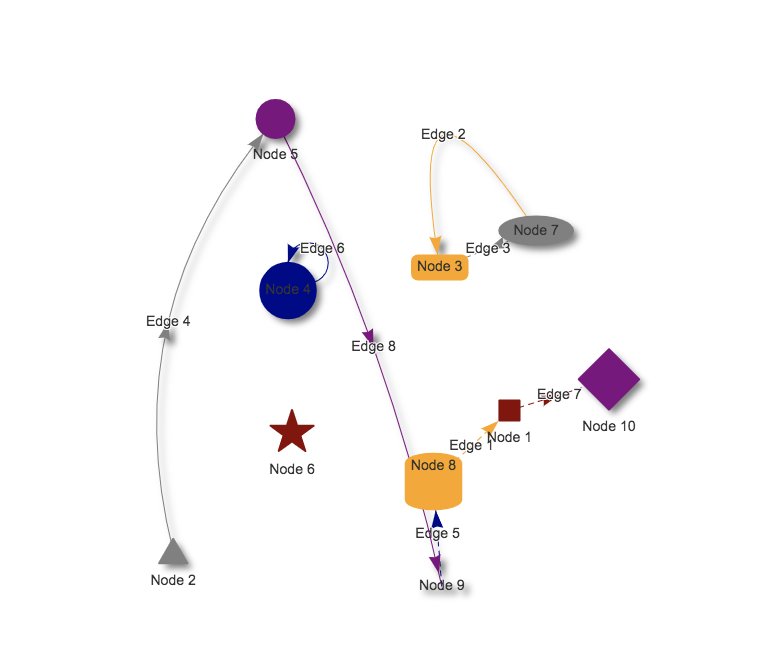 Edge 2
Node 5
Node 7
Edge 6
Edge 3
Node 3
Node 4
Edge 4
Edge 8
Edge 7
Node 10
Node 1
Edge 1
Node 8
Node 6
Edge 5
Node 2
Node 9